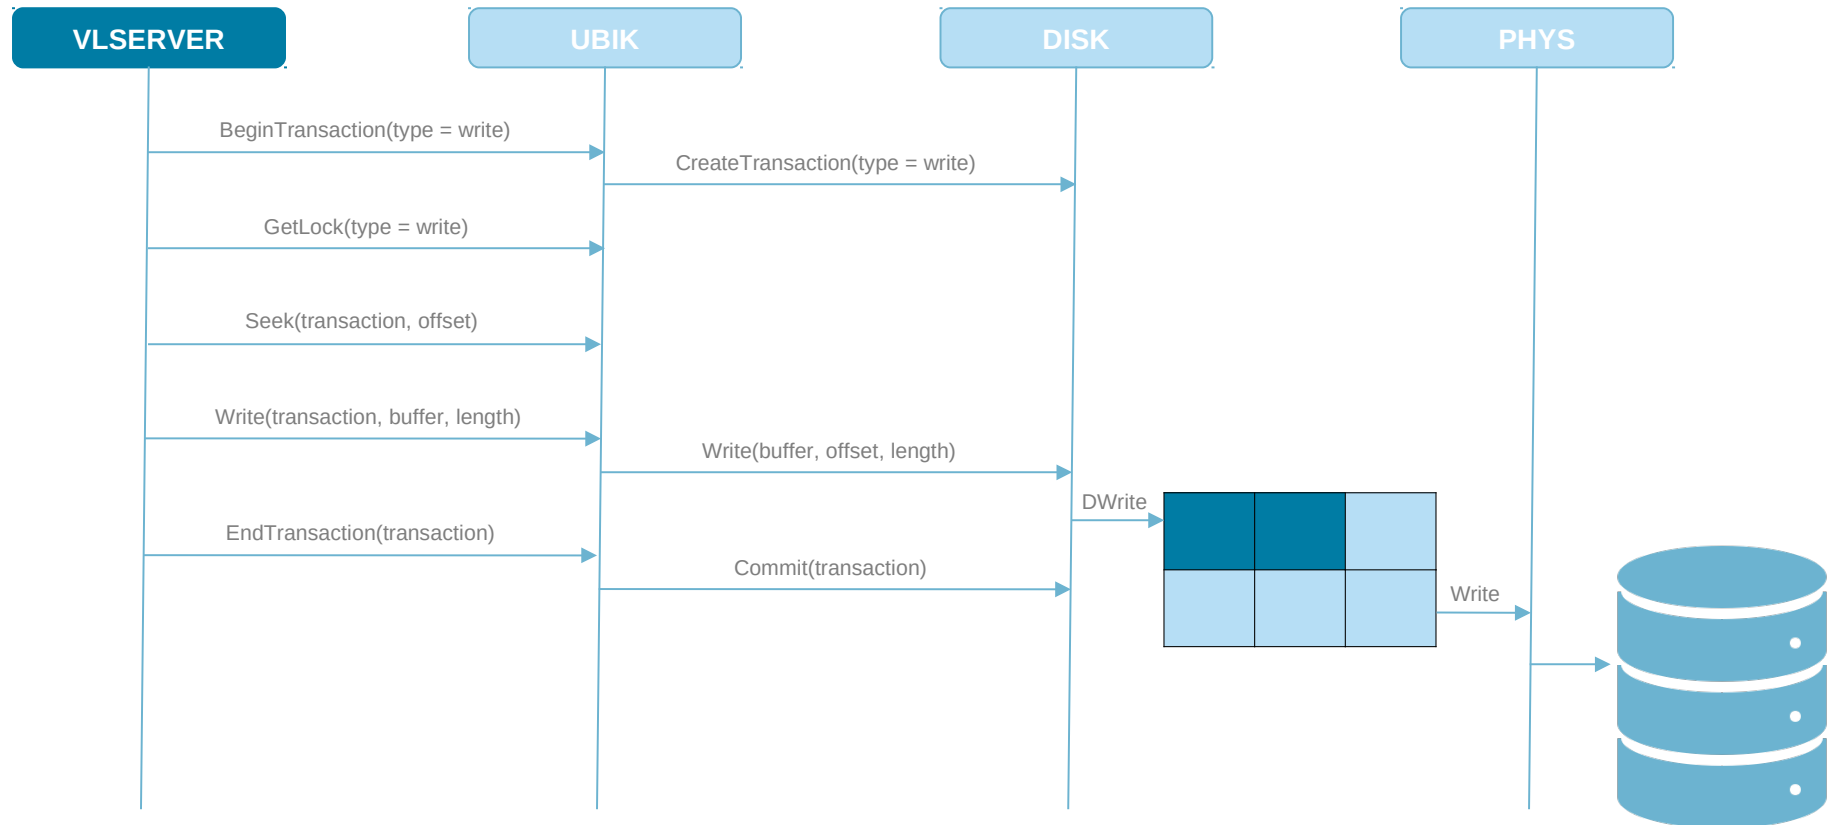 VLSERVER
UBIK
DISK
PHYS
BeginTransaction(type = write)
CreateTransaction(type = write)
GetLock(type = write)
Seek(transaction, offset)
Write(transaction, buffer, length)
Write(buffer, offset, length)
DWrite
EndTransaction(transaction)
Commit(transaction)
Write